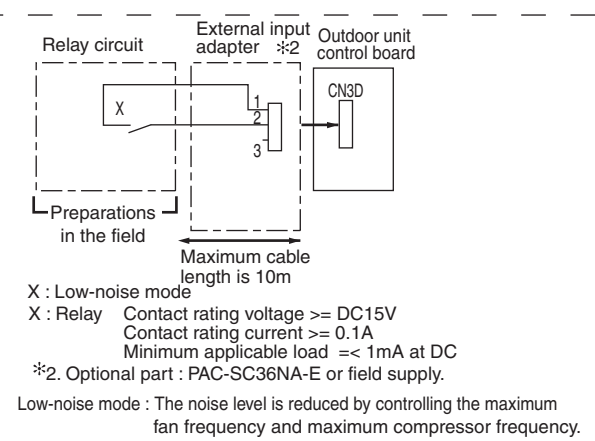 Relay circuit
External input
adapter ※2
Outdoor unit
control board
CN3D
X
1
2
3
Preparations
in the field
Maximum cable
length is 10m
X : Low-noise mode
X : Relay Contact rating voltage >= DC15V
Contact rating current >= 0.1A
Minimum applicable load =< 1mA at DC
※2. Optional part : PAC-SC36NA-E or field supply.
Low-noise mode : The noise level is reduced by controlling the maximum
fan frequency and maximum compressor frequency.